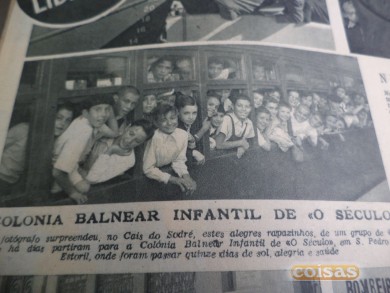 COLONIA BALNEAR INFANTIL DE «O SÉCULO
fotógrafo surpreendeu, no Cais do Sodré, estes alegres rapazinhos, de um grupo de
há dias partiram para a Colónia Balnear Infantil de «O Século», em S. Pedro
Estoril, onde foram passar quinze dias de sol, alegria e saúde
coisas